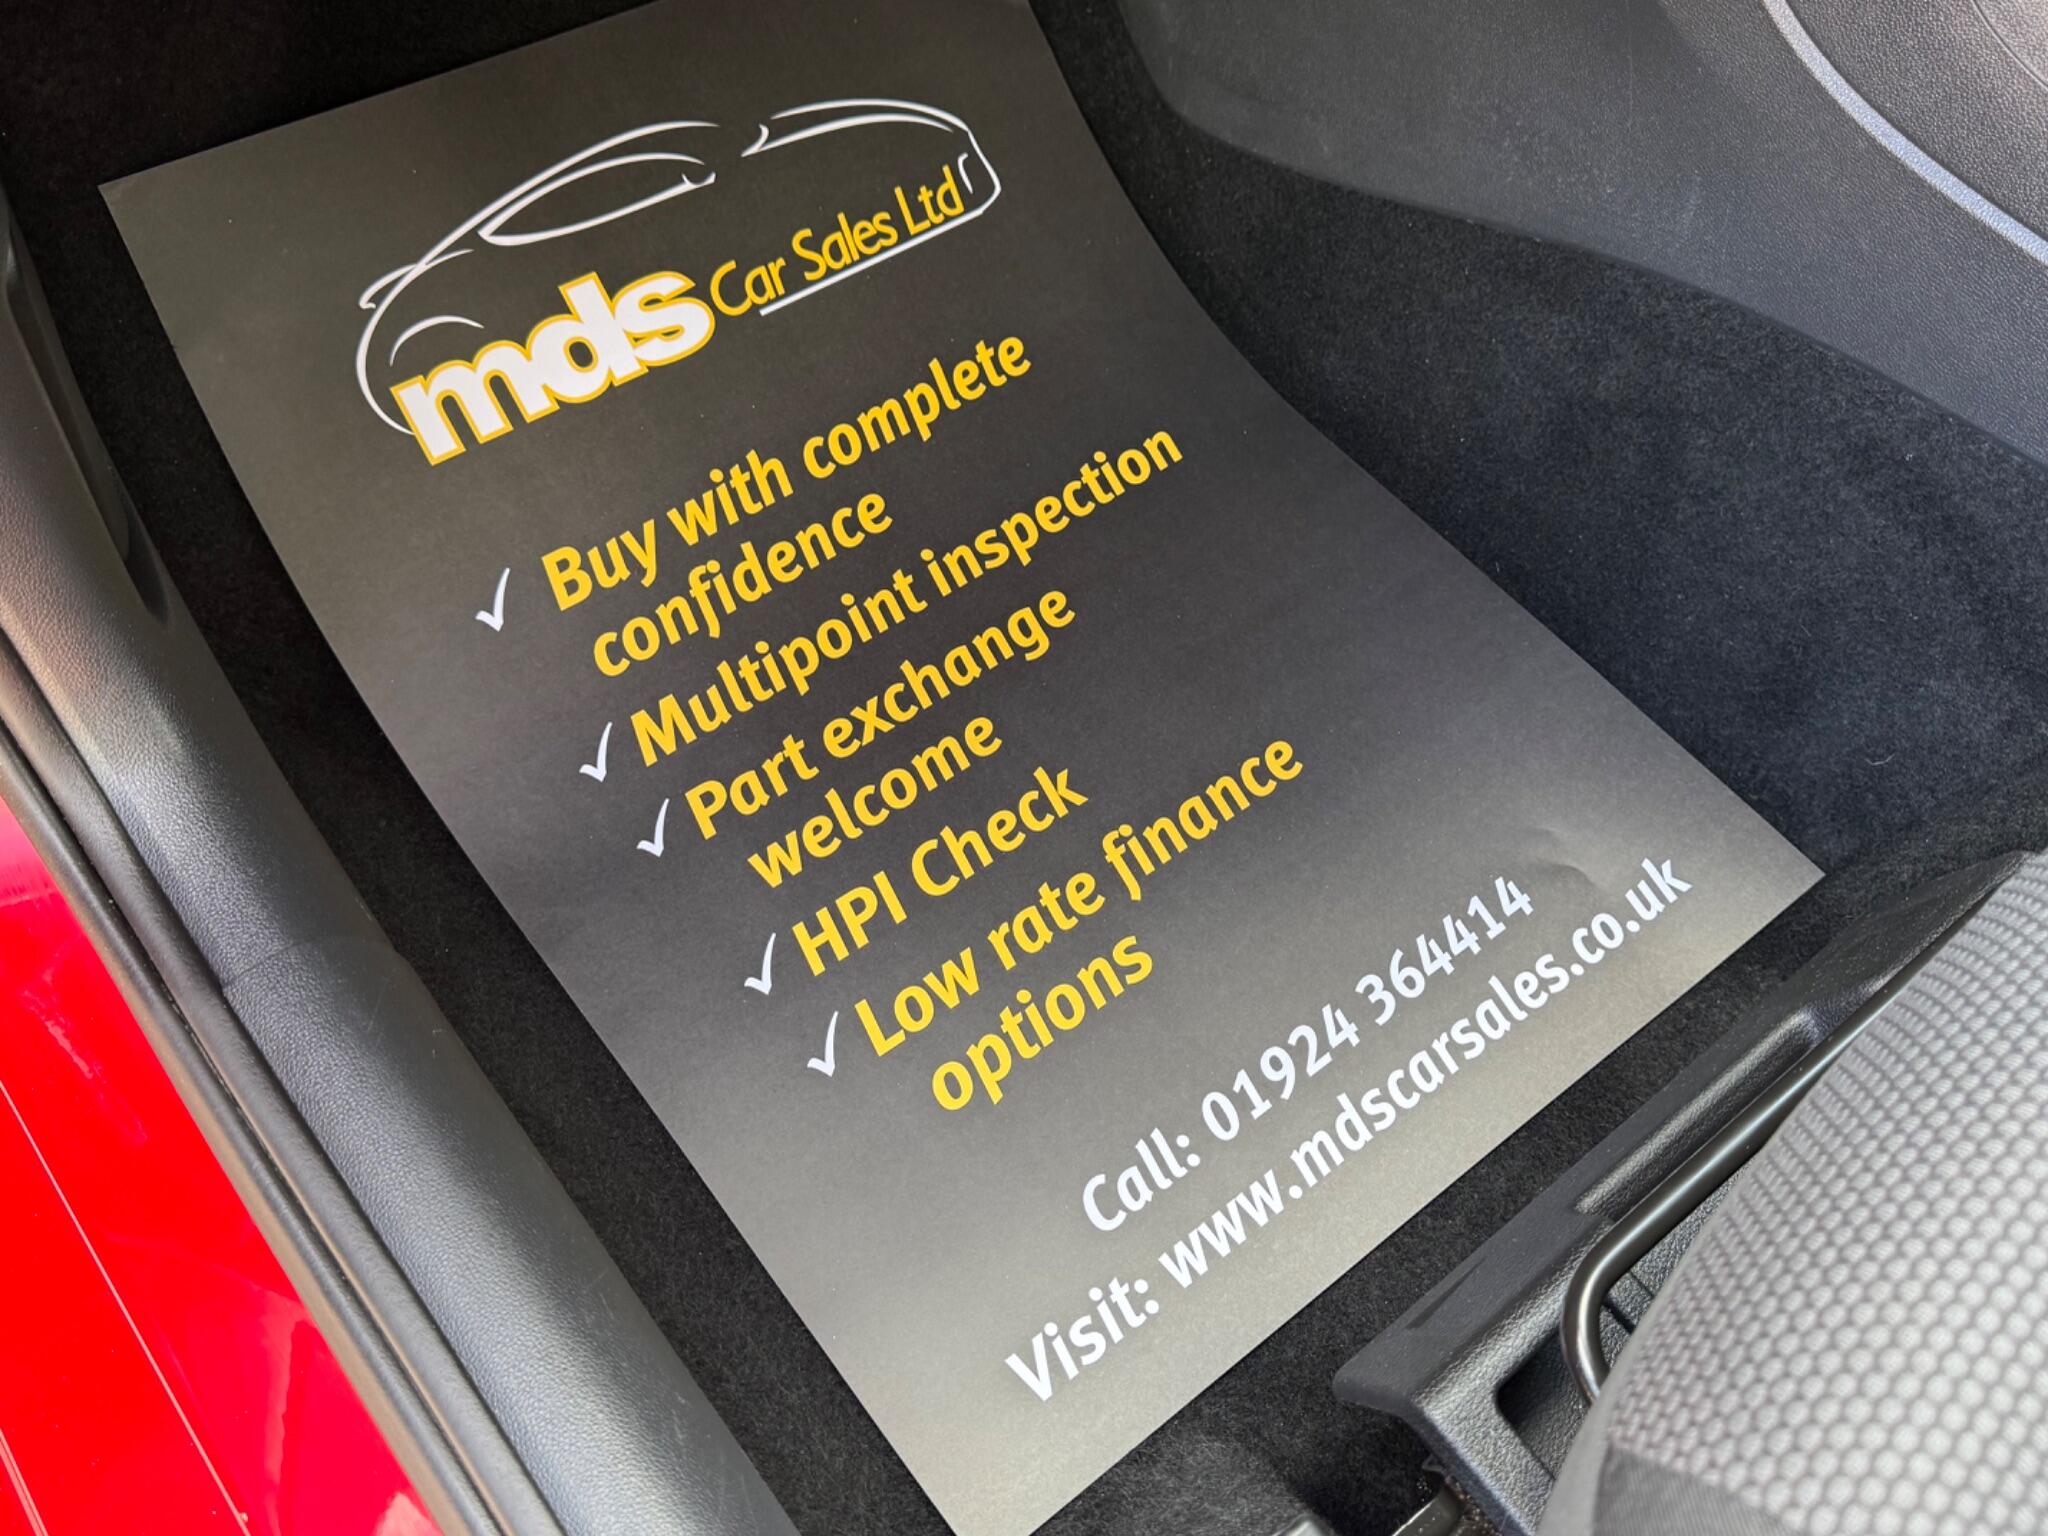 mds Car Sales Ltd
✓ Buy with complete
confidence
✓ Multipoint inspection
✓ Part exchange
welcome
✓ HPI Check
✓ Low rate finance
options
Call: 01924 364414
Visit: www.mdscarsales.co.uk